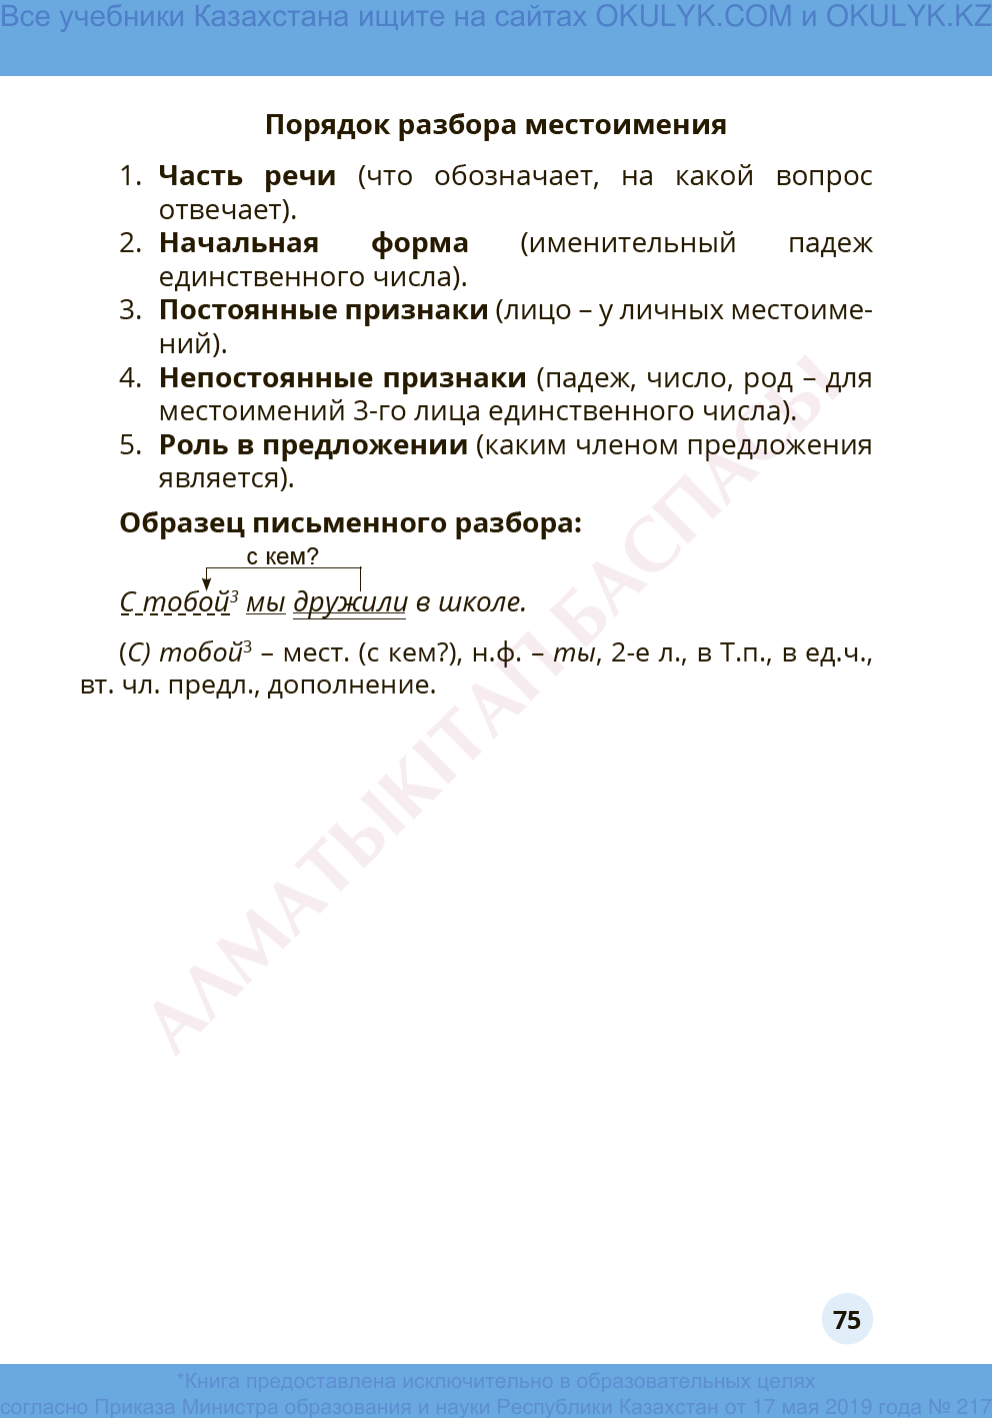 Все учебники Казахстана ищите на сайтах OKULYK.COM и OKULYK.KZ
Порядок разбора местоимения
1. Часть речи (что обозначает, на какой вопрос
отвечает).
2. Начальная форма (именительный падеж
единственного числа).
3. Постоянные признаки (лицо – у личных местоиме-
ний).
4. Непостоянные признаки (падеж, число, род – для
местоимений 3-го лица единственного числа).
5. Роль в предложении (каким членом предложения
является).
Образец письменного разбора:
с кем?
С тобой³ мы дружили в школе.
(С) тобой³ – мест. (с кем?), н.ф. – ты, 2-е л., в Т.п., в ед.ч.,
вт. чл. предл., дополнение.
АЛМАТЫКІТАП БАСПАСЫ
75
*Книга предоставлена исключительно в образовательных целях
согласно Приказа Министра образования и науки Республики Казахстан от 17 мая 2019 года № 217